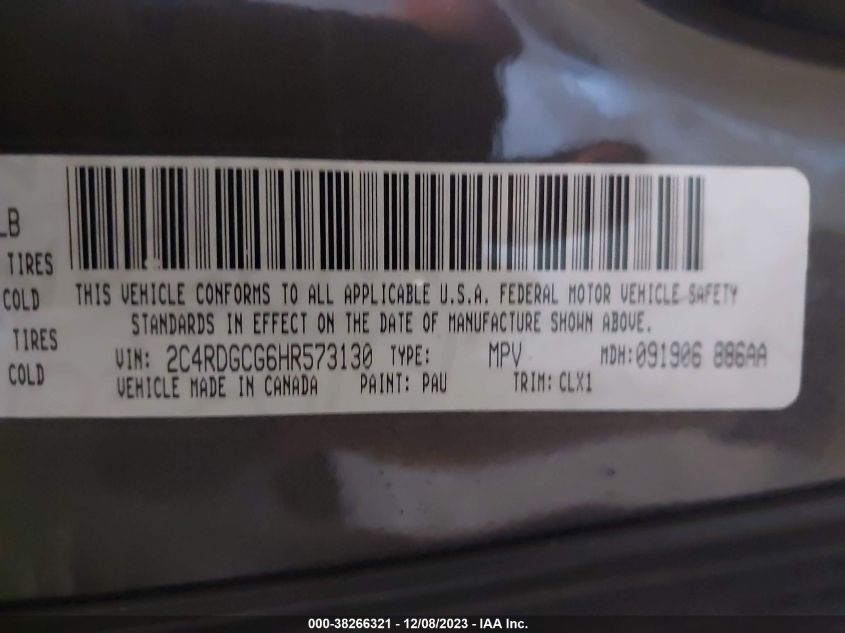 LB
TIRES
COLD
TIRES
COLD
THIS VEHICLE CONFORMS TO ALL APPLICABLE U.S.A. FEDERAL MOTOR VEHICLE SAFETY
STANDARDS IN EFFECT ON THE DATE OF MANUFACTURE SHOWN ABOVE.
VIN: 2C4RDGCG6HR573130 TYPE: MPV MDH:091906 886AA
VEHICLE MADE IN CANADA PAINT: PAU TRIM: CLX1
000-38266321 - 12/08/2023 - IAA Inc.